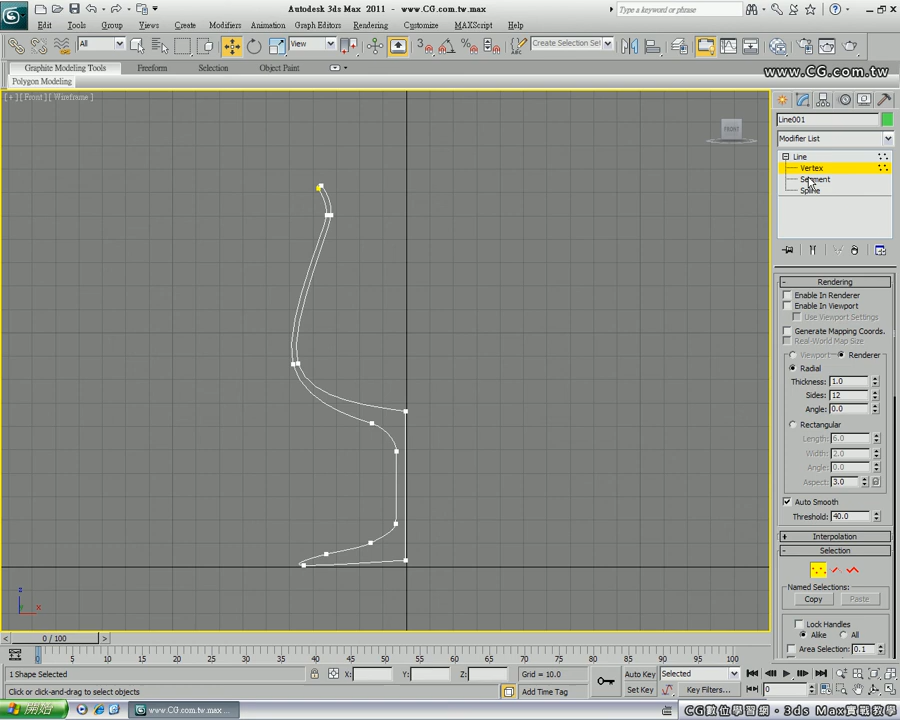 Autodesk 3ds Max 2011 - www.CG.com.tw.max
Type a keyword or phrase
Edit Tools Group Views Create Modifiers Animation Graph Editors Rendering Customize MAXScript Help
All View Create Selection Set
Graphite Modeling Tools Freeform Selection Object Paint
Polygon Modeling
www.CG.com.tw
[ + ] [ Front ] [ Wireframe ]
FRONT
Line001
Modifier List
Line
Vertex
Segment
Spline
- Rendering
Enable In Renderer
Enable In Viewport
Use Viewport Settings
Generate Mapping Coords.
Real-World Map Size
Viewport Renderer
Radial
Thickness: 1.0
Sides: 12
Angle: 0.0
Rectangular
Length: 6.0
Width: 2.0
Angle: 0.0
Aspect: 3.0
Auto Smooth
Threshold: 40.0
+ Interpolation
- Selection
Named Selections:
Copy Paste
Lock Handles
Alike All
Area Selection: 0.1
z
x
0 / 100
0 5 10 15 20 25 30 35 40 45 50 55 60 65 70 75 80 85 90 95 100
1 Shape Selected X: Y: Z: Grid = 10.0 Auto Key Selected
Click or click-and-drag to select objects Add Time Tag Set Key Key Filters... 0
開始 www.CG.com.tw.max ... CG數位學習網-3ds Max實戰教學